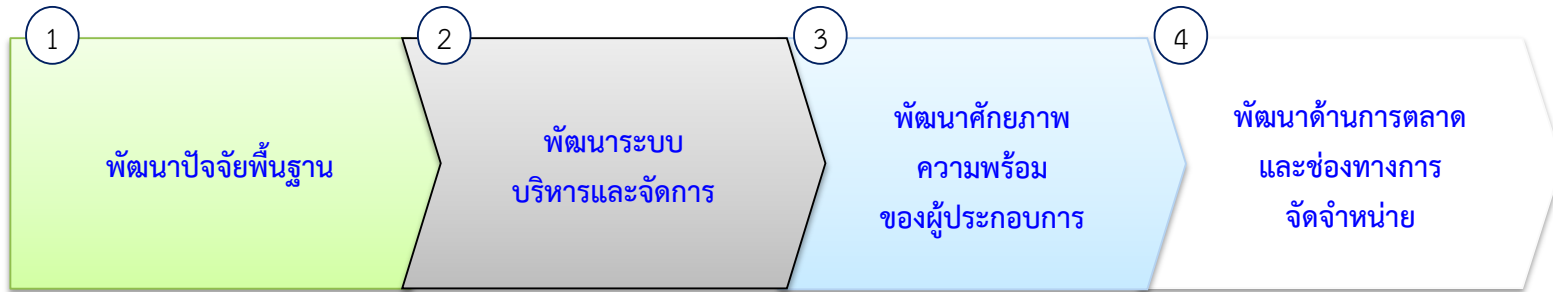 1
พัฒนาปัจจัยพื้นฐาน
2
พัฒนาระบบ
บริหารและจัดการ
3
พัฒนาศักยภาพ
ความพร้อม
ของผู้ประกอบการ
4
พัฒนาด้านการตลาด
และช่องทางการ
จัดจำหน่าย